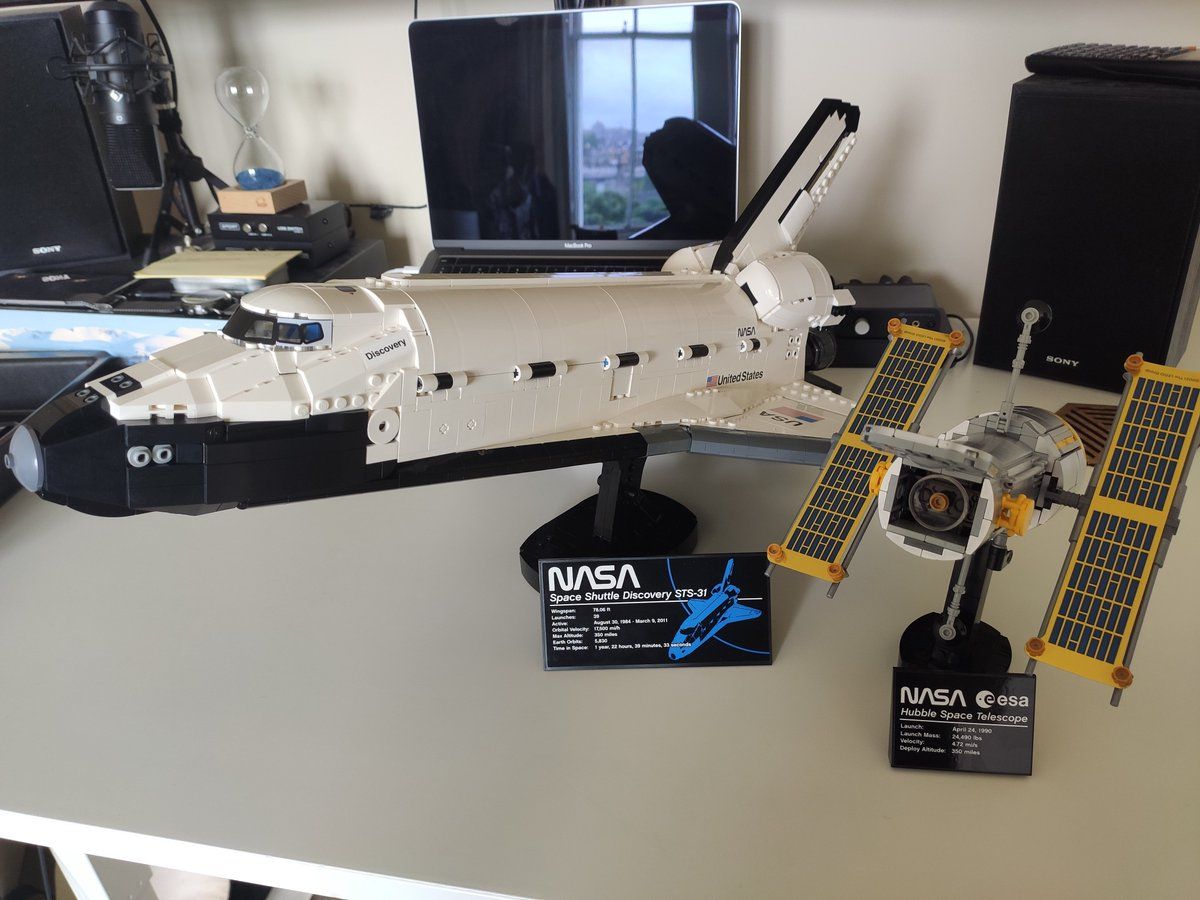 SONY
SONY
MacBook Pro
Discovery
NASA
United States
USA
SONY
NASA
Space Shuttle Discovery STS-31
Wingspan: 78.06 ft
Launches: 39
Active: August 30, 1984 - March 9, 2011
Orbital Velocity: 17,500 mi/h
Max Altitude: 350 miles
Earth Orbits: 5,830
Time in Space: 1 year, 22 hours, 39 minutes, 33 seconds
NASA esa
Hubble Space Telescope
Launch: April 24, 1990
Launch Mass: 24,490 lbs
Velocity: 4.72 mi/s
Deploy Altitude: 350 miles